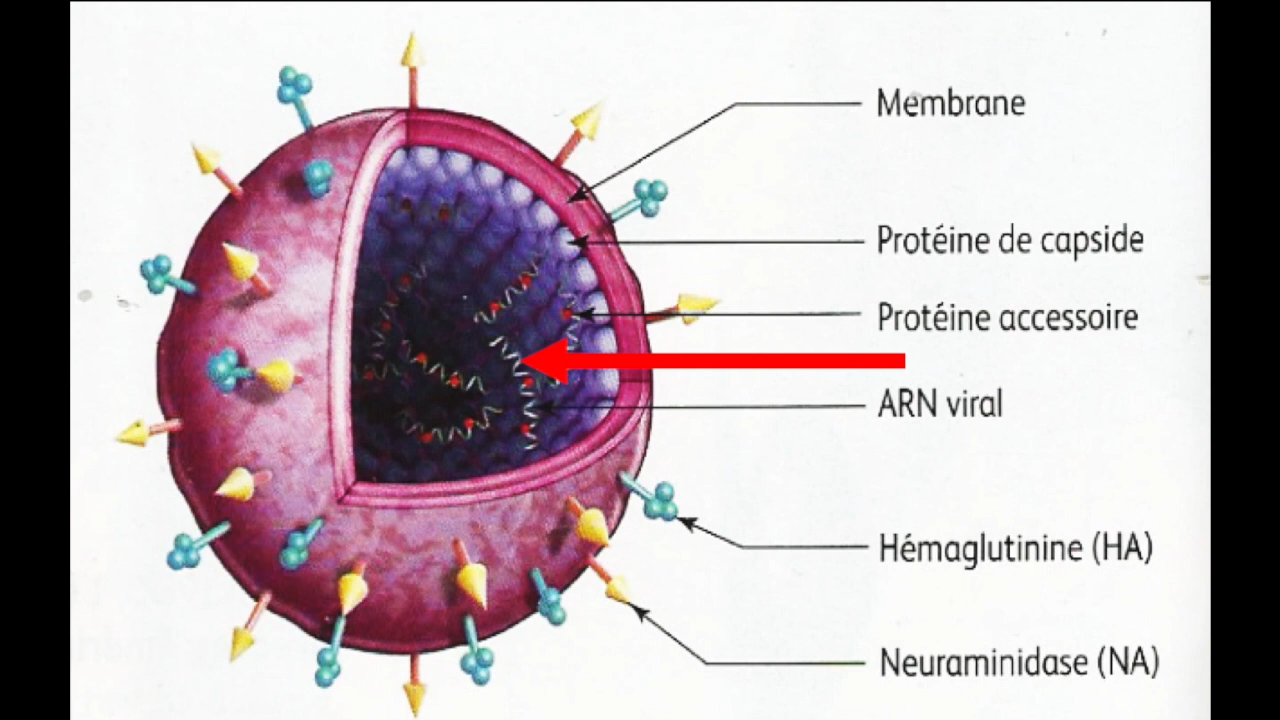 Membrane
Protéine de capside
Protéine accessoire
ARN viral
Hémaglutinine (HA)
Neuraminidase (NA)